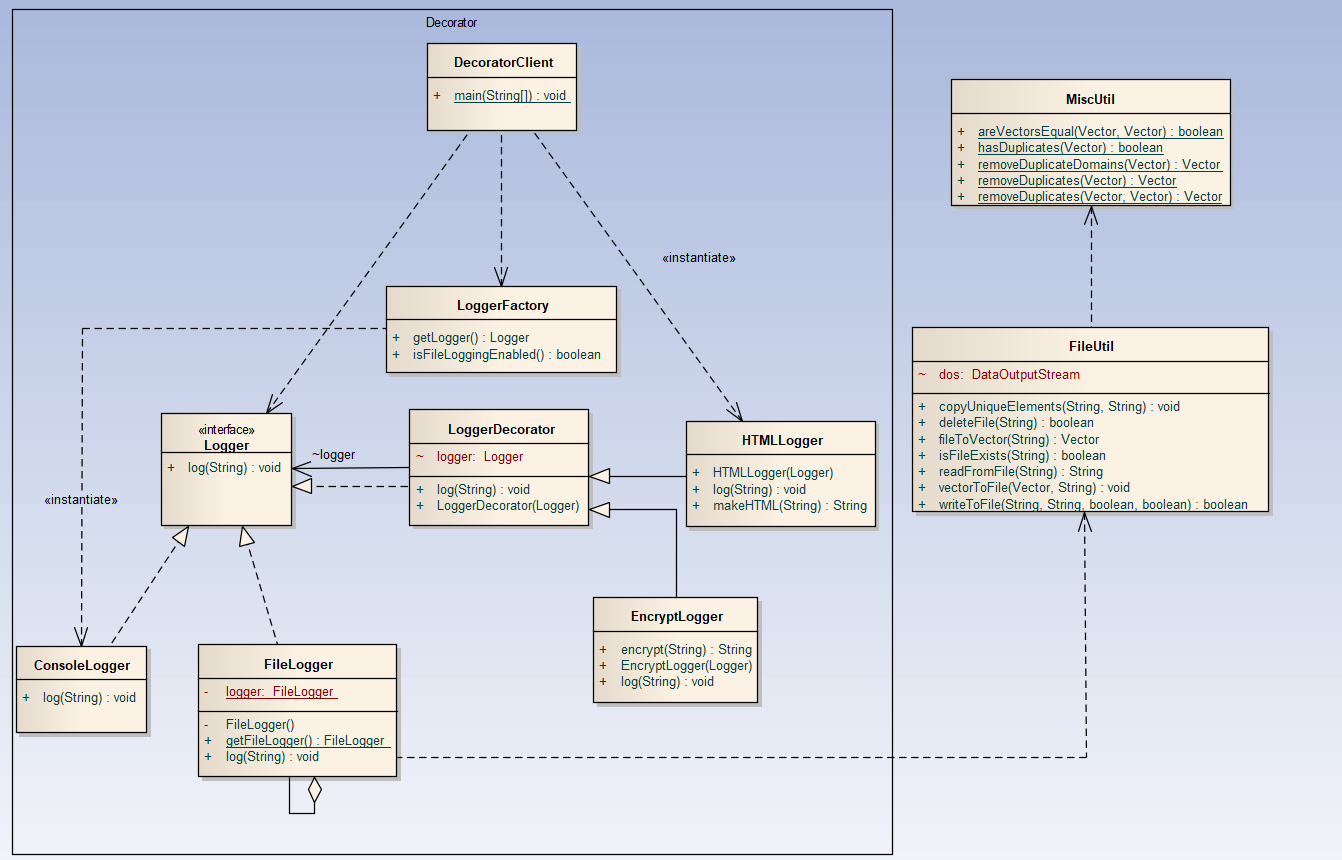 Decorator
DecoratorClient
+ main(String[]) : void
MiscUtil
+ areVectorsEqual(Vector, Vector) : boolean
+ hasDuplicates(Vector) : boolean
+ removeDuplicateDomains(Vector) : Vector
+ removeDuplicates(Vector) : Vector
+ removeDuplicates(Vector, Vector) : Vector
«instantiate»
LoggerFactory
+ getLogger() : Logger
+ isFileLoggingEnabled() : boolean
FileUtil
~ dos: DataOutputStream
+ copyUniqueElements(String, String) : void
+ deleteFile(String) : boolean
+ fileToVector(String) : Vector
+ isFileExists(String) : boolean
+ readFromFile(String) : String
+ vectorToFile(Vector, String) : void
+ writeToFile(String, String, boolean, boolean) : boolean
«interface»
Logger
+ log(String) : void
~logger
LoggerDecorator
~ logger: Logger
+ log(String) : void
+ LoggerDecorator(Logger)
HTMLLogger
+ HTMLLogger(Logger)
+ log(String) : void
+ makeHTML(String) : String
«instantiate»
EncryptLogger
+ encrypt(String) : String
+ EncryptLogger(Logger)
+ log(String) : void
ConsoleLogger
+ log(String) : void
FileLogger
- logger: FileLogger
- FileLogger()
+ getFileLogger() : FileLogger
+ log(String) : void